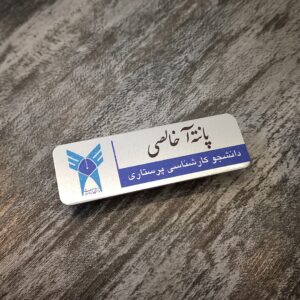 پانته آ خالصی
دانشجو کارشناسی پرستاری